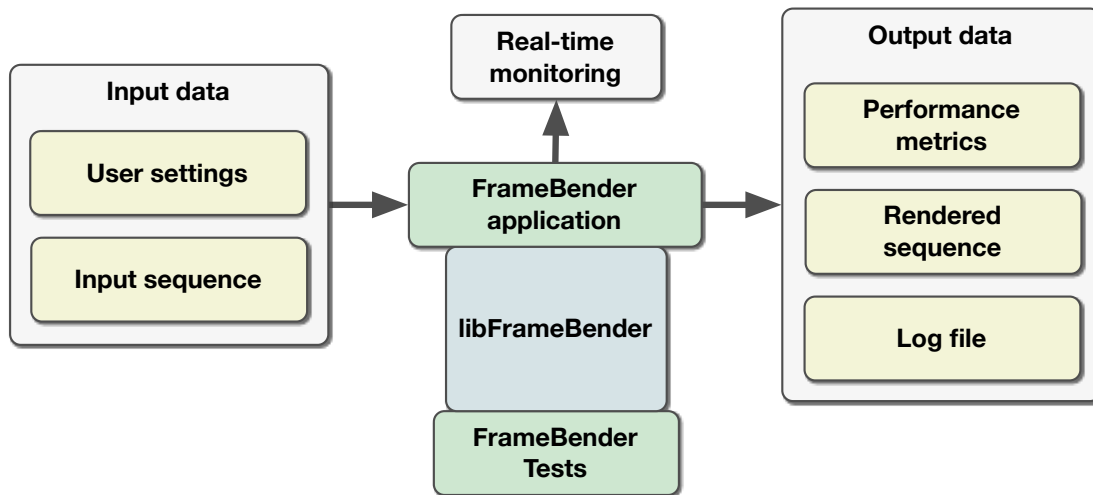 Input data
User settings
Input sequence
Real-time
monitoring
FrameBender
application
libFrameBender
FrameBender
Tests
Output data
Performance
metrics
Rendered
sequence
Log file